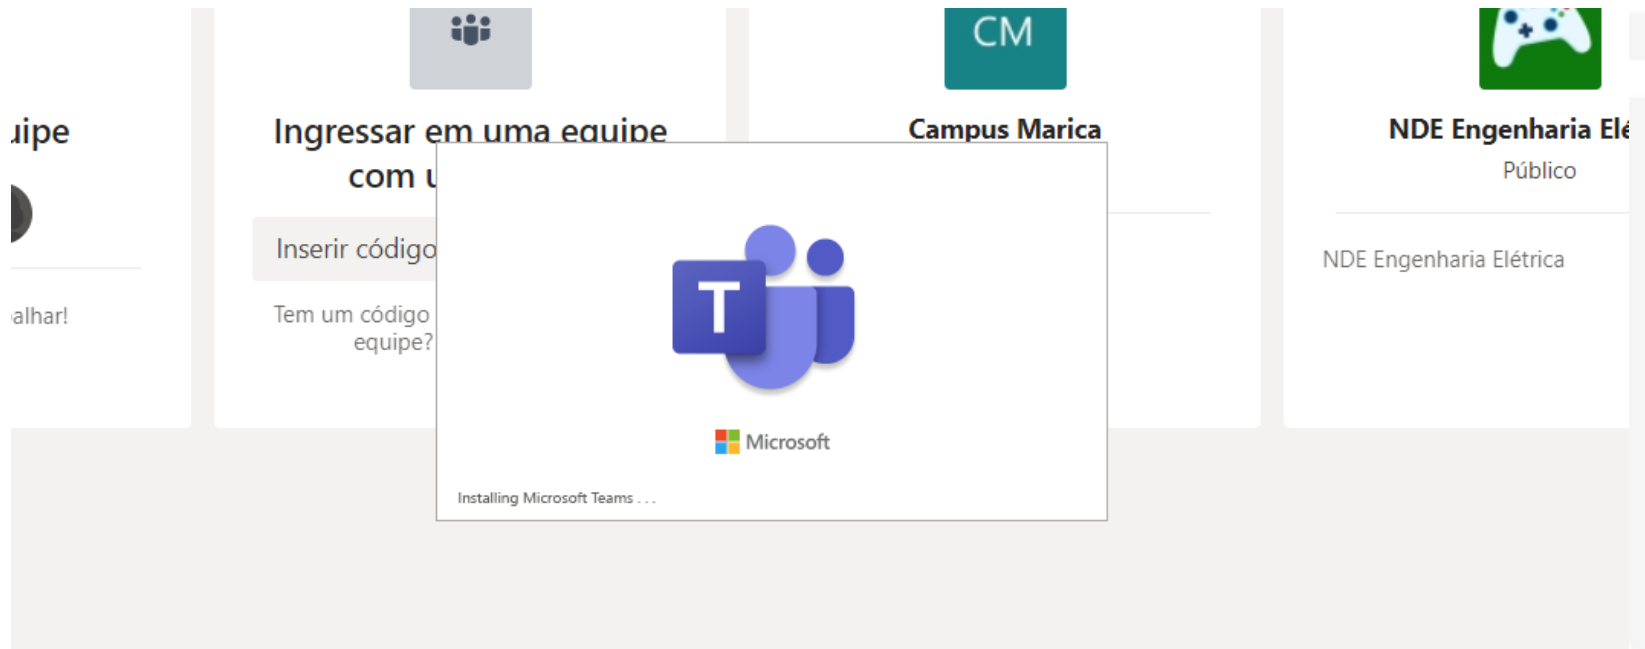 uipe
alhar!
Ingressar em uma equipe
com u
Inserir código
Tem um código
equipe?
CM
Campus Marica
T
Microsoft
Installing Microsoft Teams . . .
NDE Engenharia Elé
Público
NDE Engenharia Elétrica